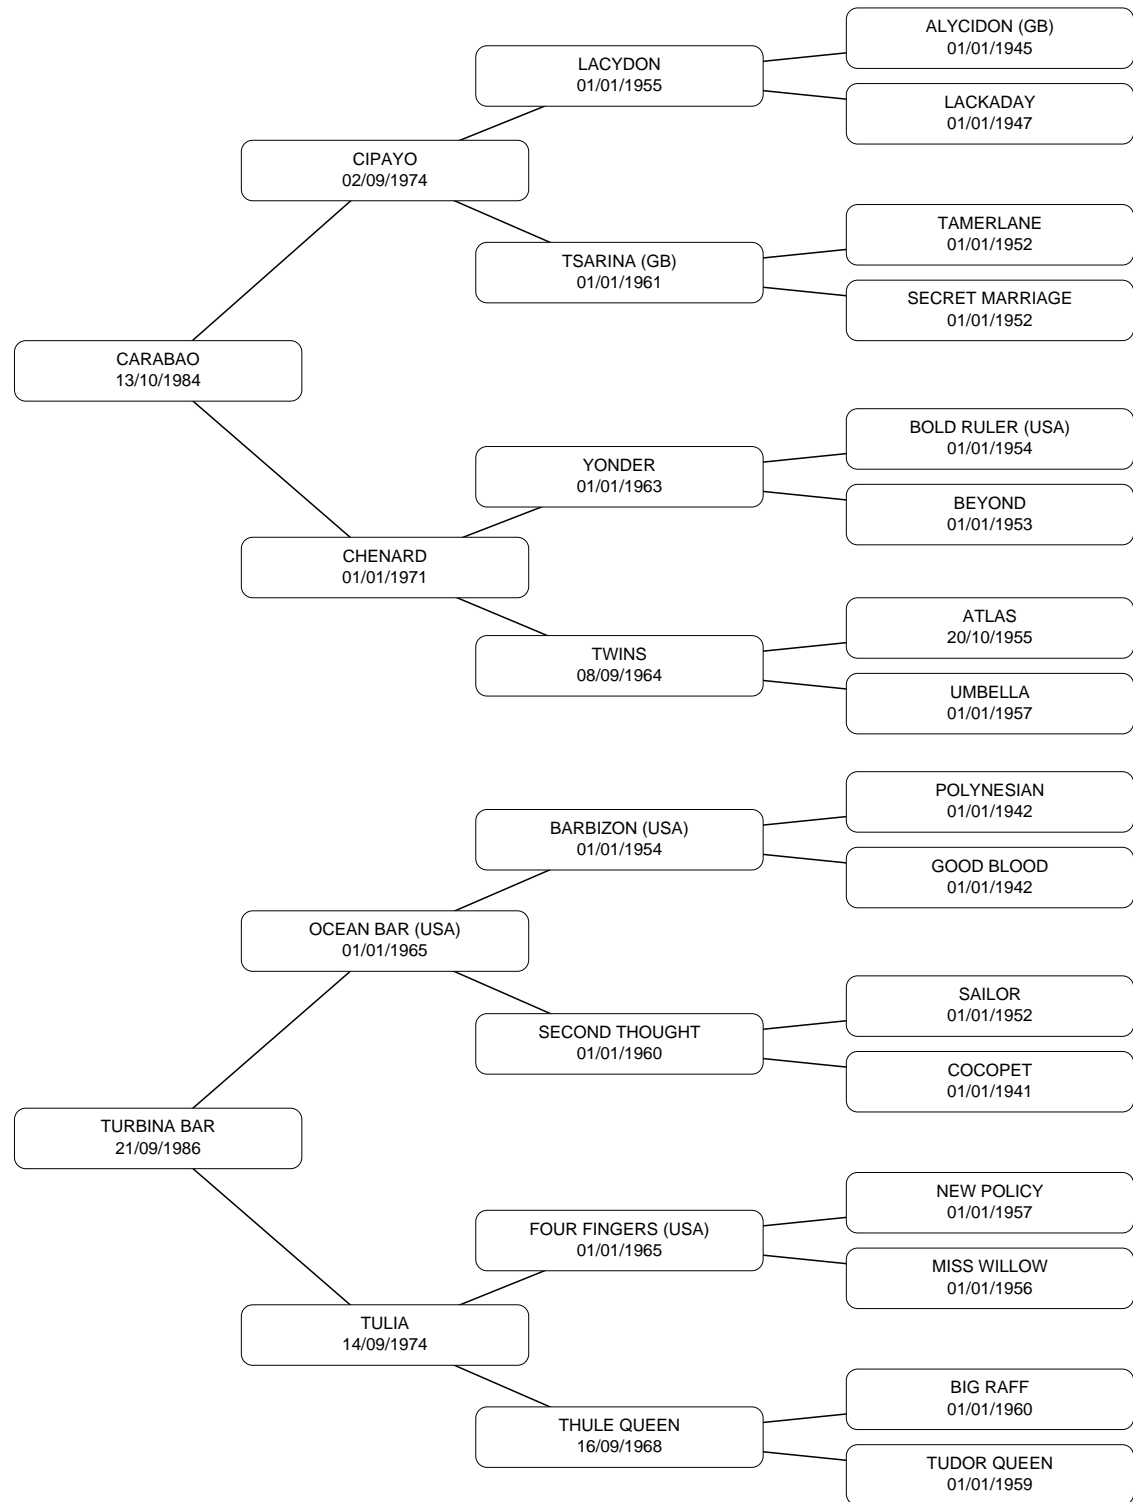 ALYCIDON (GB)
01/01/1945
LACYDON
01/01/1955
LACKADAY
01/01/1947
CIPAYO
02/09/1974
TAMERLANE
01/01/1952
TSARINA (GB)
01/01/1961
SECRET MARRIAGE
01/01/1952
CARABAO
13/10/1984
BOLD RULER (USA)
01/01/1954
YONDER
01/01/1963
BEYOND
01/01/1953
CHENARD
01/01/1971
ATLAS
20/10/1955
TWINS
08/09/1964
UMBELLA
01/01/1957
POLYNESIAN
01/01/1942
BARBIZON (USA)
01/01/1954
GOOD BLOOD
01/01/1942
OCEAN BAR (USA)
01/01/1965
SAILOR
01/01/1952
SECOND THOUGHT
01/01/1960
COCOPET
01/01/1941
TURBINA BAR
21/09/1986
NEW POLICY
01/01/1957
FOUR FINGERS (USA)
01/01/1965
MISS WILLOW
01/01/1956
TULIA
14/09/1974
BIG RAFF
01/01/1960
THULE QUEEN
16/09/1968
TUDOR QUEEN
01/01/1959